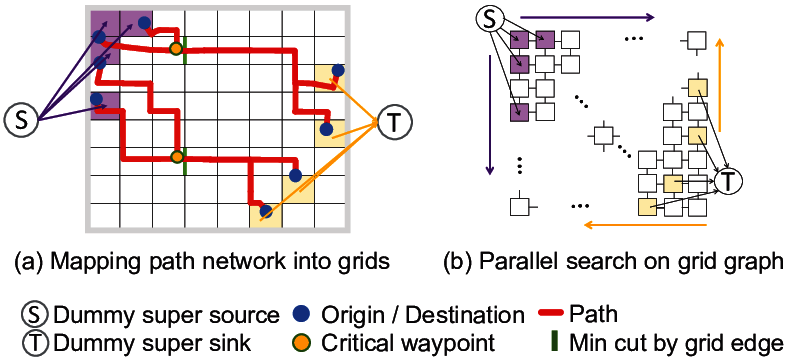 S
T
S
T
(a) Mapping path network into grids
(b) Parallel search on grid graph
S Dummy super source
Origin / Destination
Path
T Dummy super sink
Critical waypoint
Min cut by grid edge